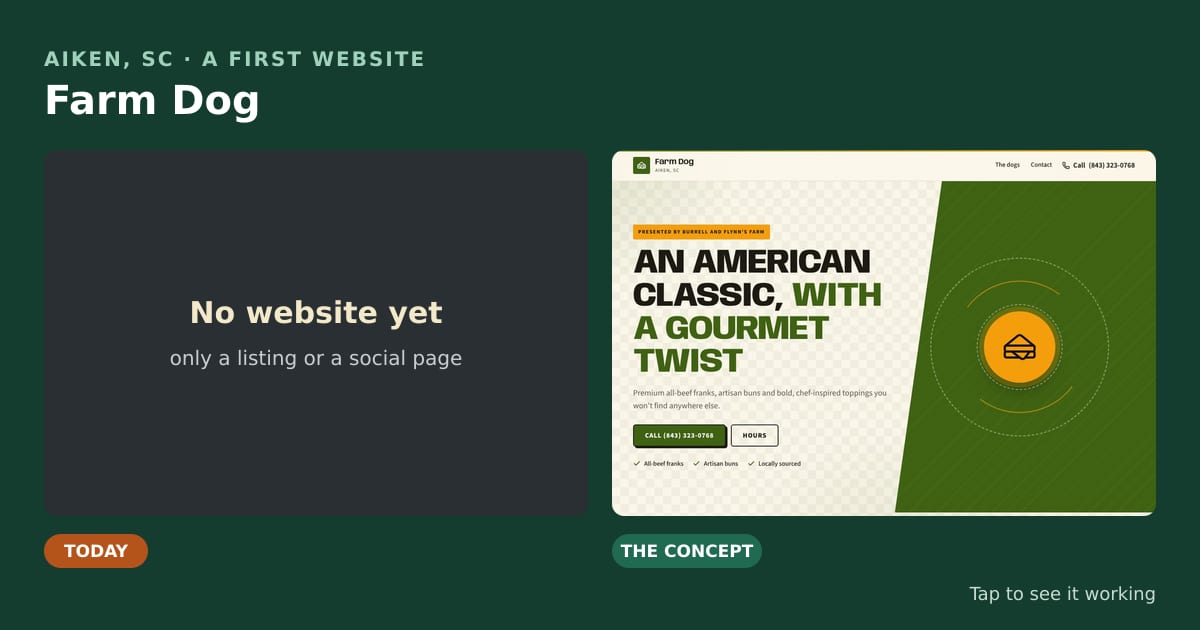 AIKEN, SC · A FIRST WEBSITE
Farm Dog
No website yet
only a listing or a social page
TODAY
Farm Dog
AIKEN, SC
The dogs
Contact
Call (843) 323-0768
PRESENTED BY BURRELL AND FLYNN'S FARM
AN AMERICAN
CLASSIC, WITH
A GOURMET
TWIST
Premium all-beef franks, artisan buns and bold, chef-inspired toppings you
won't find anywhere else.
CALL (843) 323-0768
HOURS
All-beef franks
Artisan buns
Locally sourced
THE CONCEPT
Tap to see it working